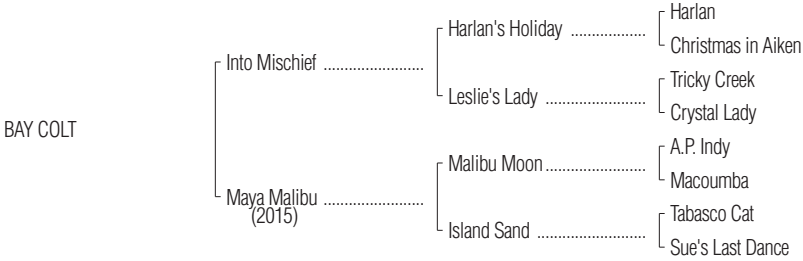 Harlan
Harlan's Holiday ..................
Christmas in Aiken
Into Mischief ........................
Tricky Creek
Leslie's Lady ........................
Crystal Lady
BAY COLT
A.P. Indy
Malibu Moon ........................
Macoumba
Maya Malibu ........................
(2015)
Tabasco Cat
Island Sand ..........................
Sue's Last Dance